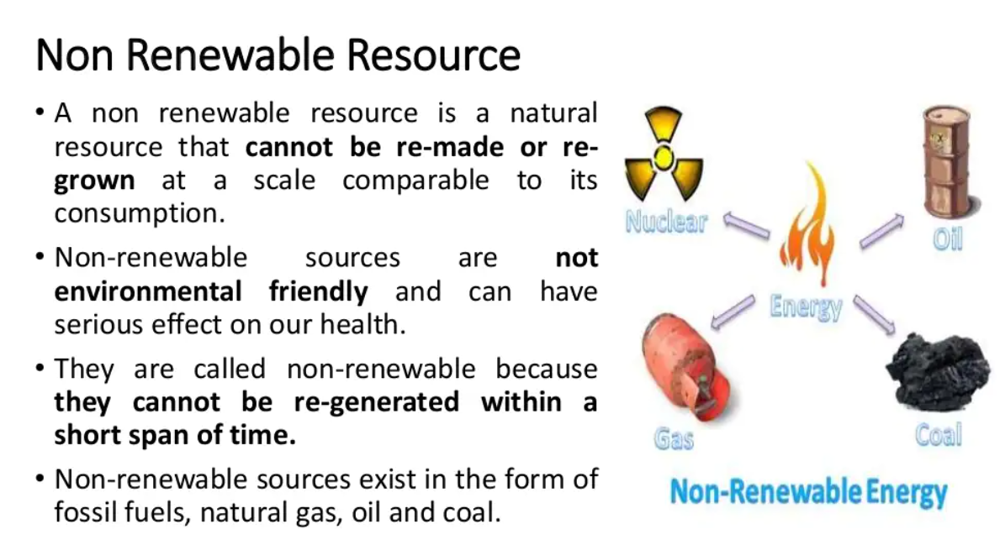 Non Renewable Resource
• A non renewable resource is a natural
resource that cannot be re-made or re-
grown at a scale comparable to its
consumption.
• Non-renewable sources are not
environmental friendly and can have
serious effect on our health.
• They are called non-renewable because
they cannot be re-generated within a
short span of time.
• Non-renewable sources exist in the form of
fossil fuels, natural gas, oil and coal.
Nuclear
Oil
Energy
Gas
Coal
Non-Renewable Energy